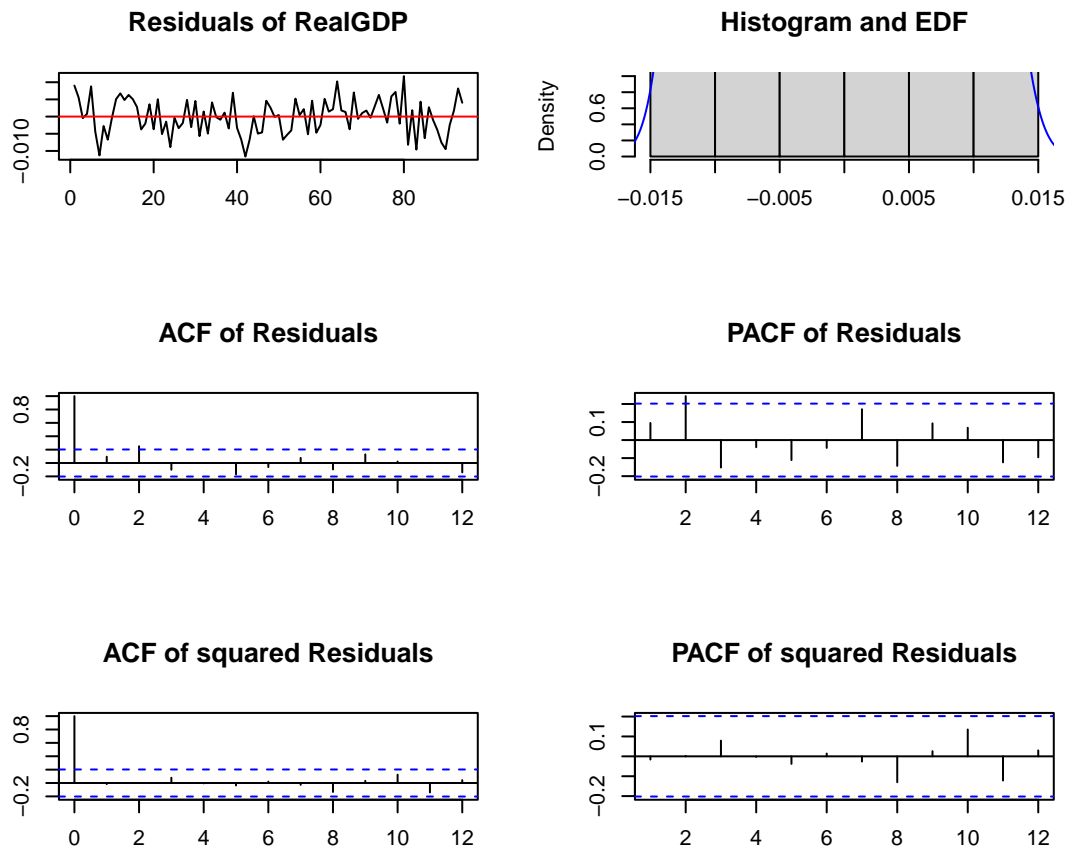 Residuals of RealGDP
−0.010
0 20 40 60 80
Histogram and EDF
Density
0.0 0.6
−0.015 −0.005 0.005 0.015
ACF of Residuals
−0.2 0.8
0 2 4 6 8 10 12
PACF of Residuals
−0.2 0.1
2 4 6 8 10 12
ACF of squared Residuals
−0.2 0.8
0 2 4 6 8 10 12
PACF of squared Residuals
−0.2 0.1
2 4 6 8 10 12